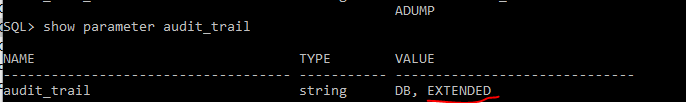 ADUMP
SQL> show parameter audit_trail
NAME TYPE VALUE
------------------------------------ ----------- ------------------------------
audit_trail string DB, EXTENDED